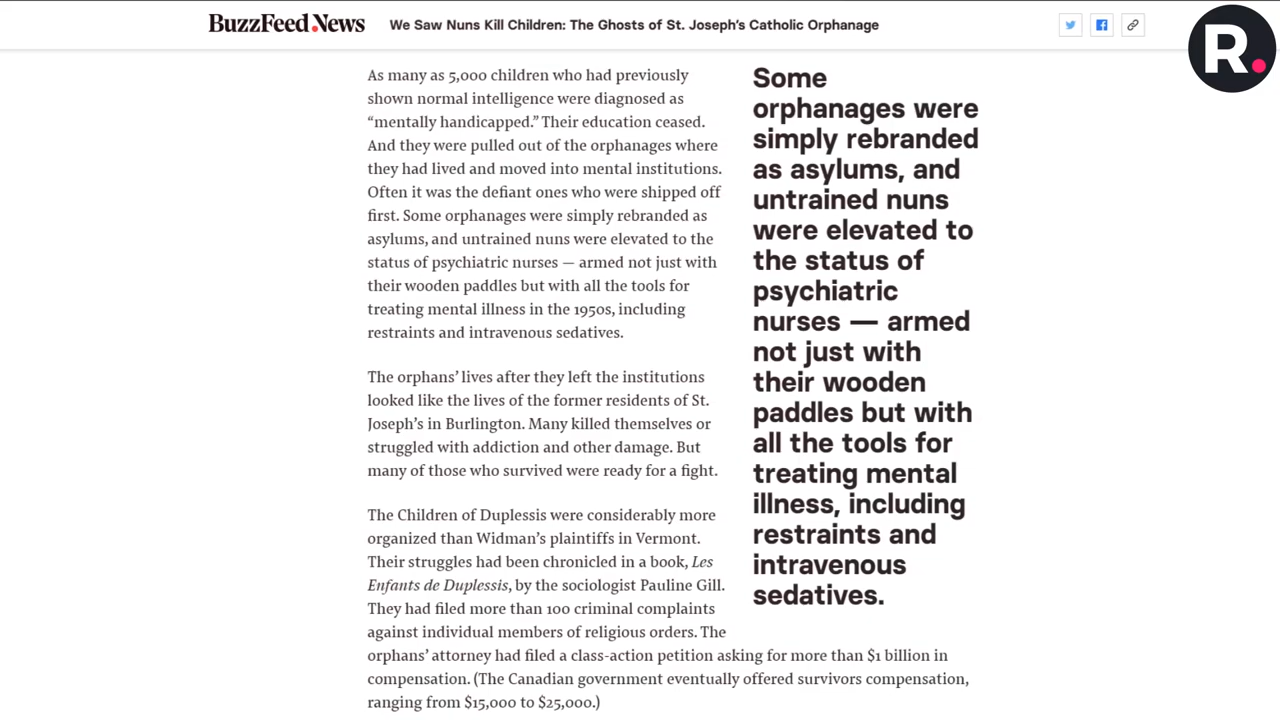 BuzzFeed News
We Saw Nuns Kill Children: The Ghosts of St. Joseph’s Catholic Orphanage
R.
As many as 5,000 children who had previously
shown normal intelligence were diagnosed as
“mentally handicapped.” Their education ceased.
And they were pulled out of the orphanages where
they had lived and moved into mental institutions.
Often it was the defiant ones who were shipped off
first. Some orphanages were simply rebranded as
asylums, and untrained nuns were elevated to the
status of psychiatric nurses — armed not just with
their wooden paddles but with all the tools for
treating mental illness in the 1950s, including
restraints and intravenous sedatives.
The orphans’ lives after they left the institutions
looked like the lives of the former residents of St.
Joseph’s in Burlington. Many killed themselves or
struggled with addiction and other damage. But
many of those who survived were ready for a fight.
The Children of Duplessis were considerably more
organized than Widman’s plaintiffs in Vermont.
Their struggles had been chronicled in a book, Les
Enfants de Duplessis, by the sociologist Pauline Gill.
They had filed more than 100 criminal complaints
against individual members of religious orders. The
orphans’ attorney had filed a class-action petition asking for more than $1 billion in
compensation. (The Canadian government eventually offered survivors compensation,
ranging from $15,000 to $25,000.)
Some
orphanages were
simply rebranded
as asylums, and
untrained nuns
were elevated to
the status of
psychiatric
nurses — armed
not just with
their wooden
paddles but with
all the tools for
treating mental
illness, including
restraints and
intravenous
sedatives.